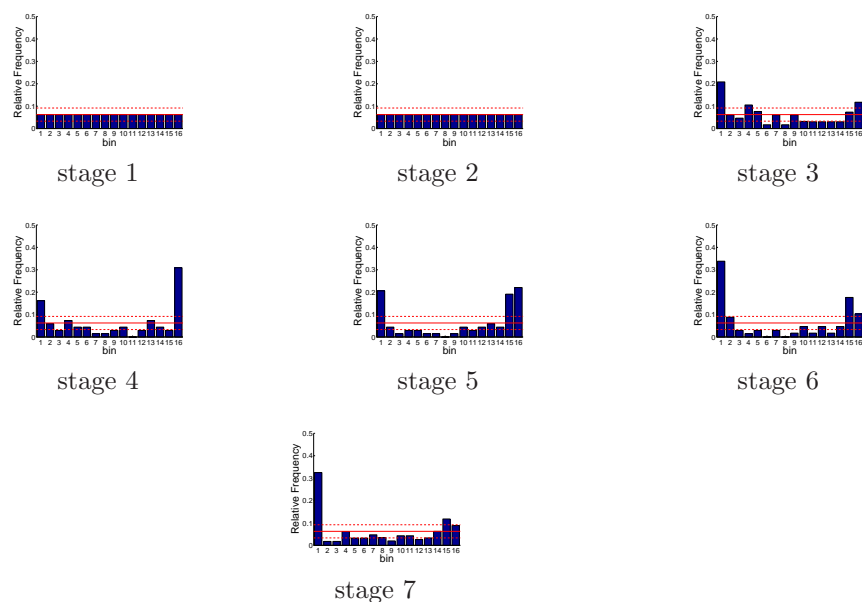 0.5 0.5 0.5
0.4 0.4 0.4
0.3 0.3 0.3
0.2 0.2 0.2
0.1 0.1 0.1
0 0 0
Relative Frequency Relative Frequency Relative Frequency
1 2 3 4 5 6 7 8 9 10 11 12 13 14 15 16 1 2 3 4 5 6 7 8 9 10 11 12 13 14 15 16 1 2 3 4 5 6 7 8 9 10 11 12 13 14 15 16
bin bin bin
stage 1 stage 2 stage 3
0.5 0.5 0.5
0.4 0.4 0.4
0.3 0.3 0.3
0.2 0.2 0.2
0.1 0.1 0.1
0 0 0
Relative Frequency Relative Frequency Relative Frequency
1 2 3 4 5 6 7 8 9 10 11 12 13 14 15 16 1 2 3 4 5 6 7 8 9 10 11 12 13 14 15 16 1 2 3 4 5 6 7 8 9 10 11 12 13 14 15 16
bin bin bin
stage 4 stage 5 stage 6
0.5
0.4
0.3
0.2
0.1
0
Relative Frequency
1 2 3 4 5 6 7 8 9 10 11 12 13 14 15 16
bin
stage 7